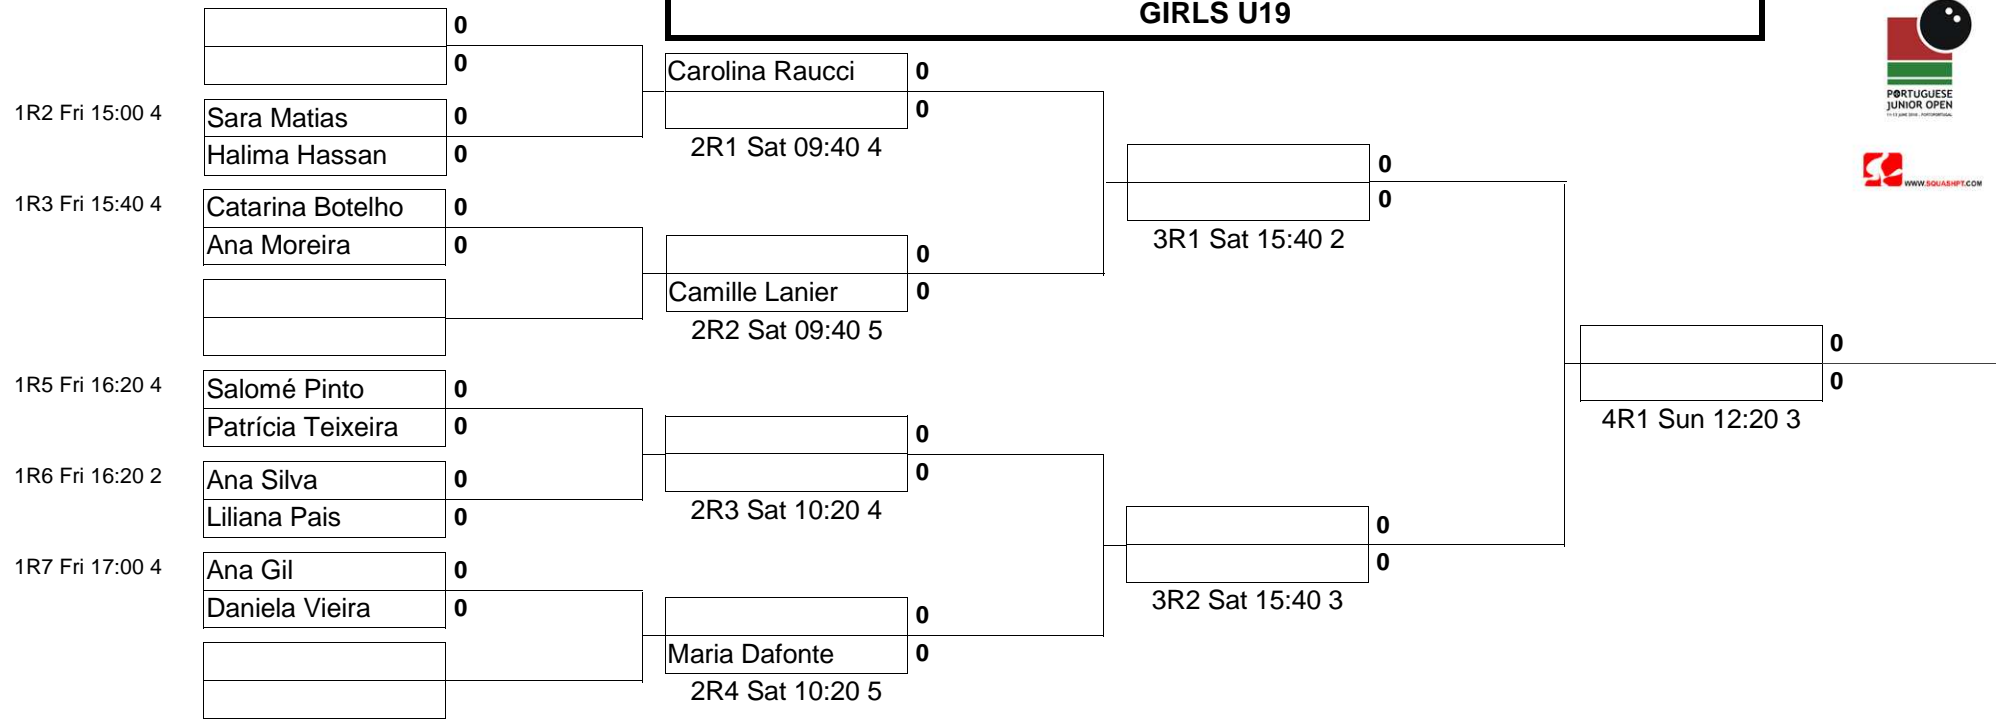 GIRLS U19
0
0
1R2 Fri 15:00 4
Sara Matias 0
Halima Hassan 0
1R3 Fri 15:40 4
Catarina Botelho 0
Ana Moreira 0
1R5 Fri 16:20 4
Salomé Pinto 0
Patrícia Teixeira 0
1R6 Fri 16:20 2
Ana Silva 0
Liliana Pais 0
1R7 Fri 17:00 4
Ana Gil 0
Daniela Vieira 0
Carolina Raucci 0
0
2R1 Sat 09:40 4
0
Camille Lanier 0
2R2 Sat 09:40 5
0
0
2R3 Sat 10:20 4
0
Maria Dafonte 0
2R4 Sat 10:20 5
0
0
3R1 Sat 15:40 2
0
0
3R2 Sat 15:40 3
0
0
4R1 Sun 12:20 3
PORTUGUESE
JUNIOR OPEN
WWW.SQUASHPT.COM